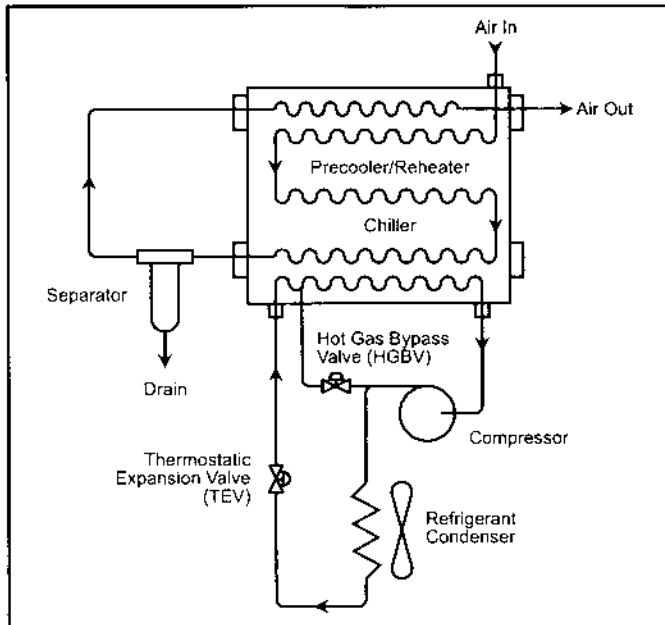 Air In
Air Out
Precooler/Reheater
Chiller
Separator
Drain
Hot Gas Bypass
Valve (HGBV)
Compressor
Thermostatic
Expansion Valve
(TEV)
Refrigerant
Condenser